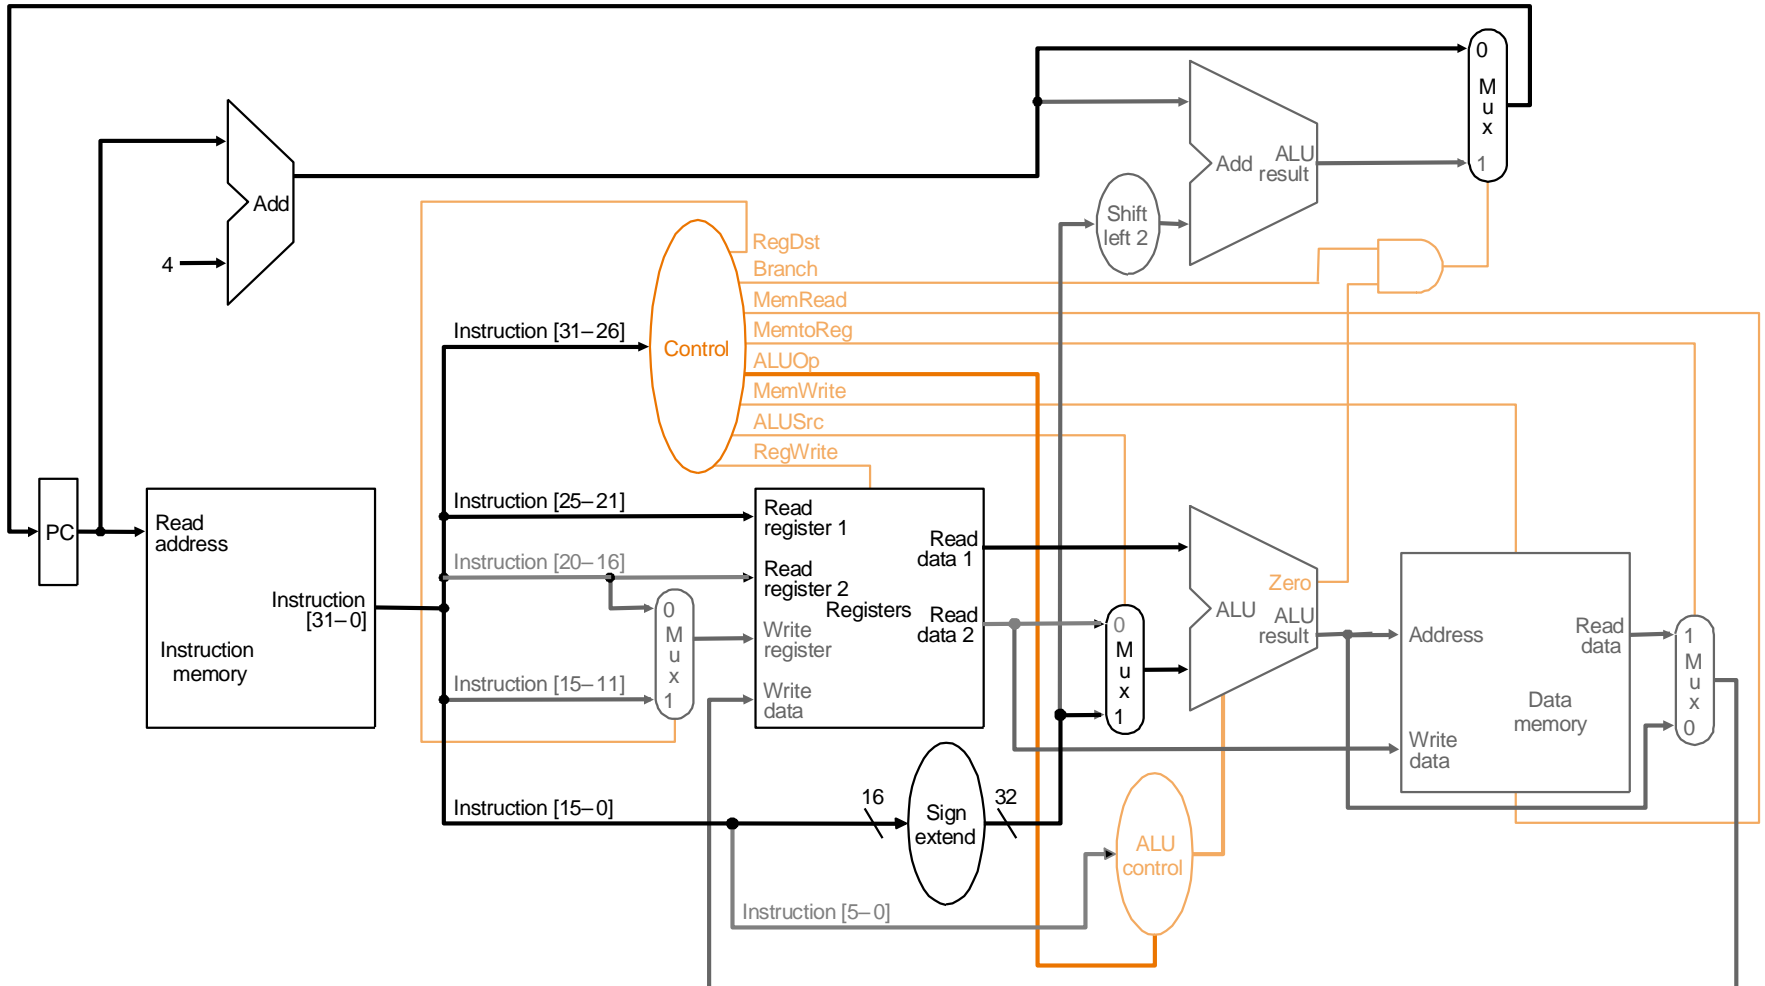 0
M
u
x
1
Add
ALU
result
Shift
left 2
Add
4
RegDst
Branch
MemRead
MemtoReg
ALUOp
MemWrite
ALUSrc
RegWrite
Control
Instruction [31–26]
PC
Read
address
Instruction
[31–0]
Instruction
memory
Instruction [25–21]
Instruction [20–16]
Instruction [15–11]
Instruction [15–0]
Instruction [5–0]
0
M
u
x
1
Read
register 1
Read
register 2
Registers
Write
register
Write
data
Read
data 1
Read
data 2
16
Sign
extend
32
0
M
u
x
1
Zero
ALU
ALU
result
ALU
control
Address
Read
data
Data
memory
Write
data
1
M
u
x
0